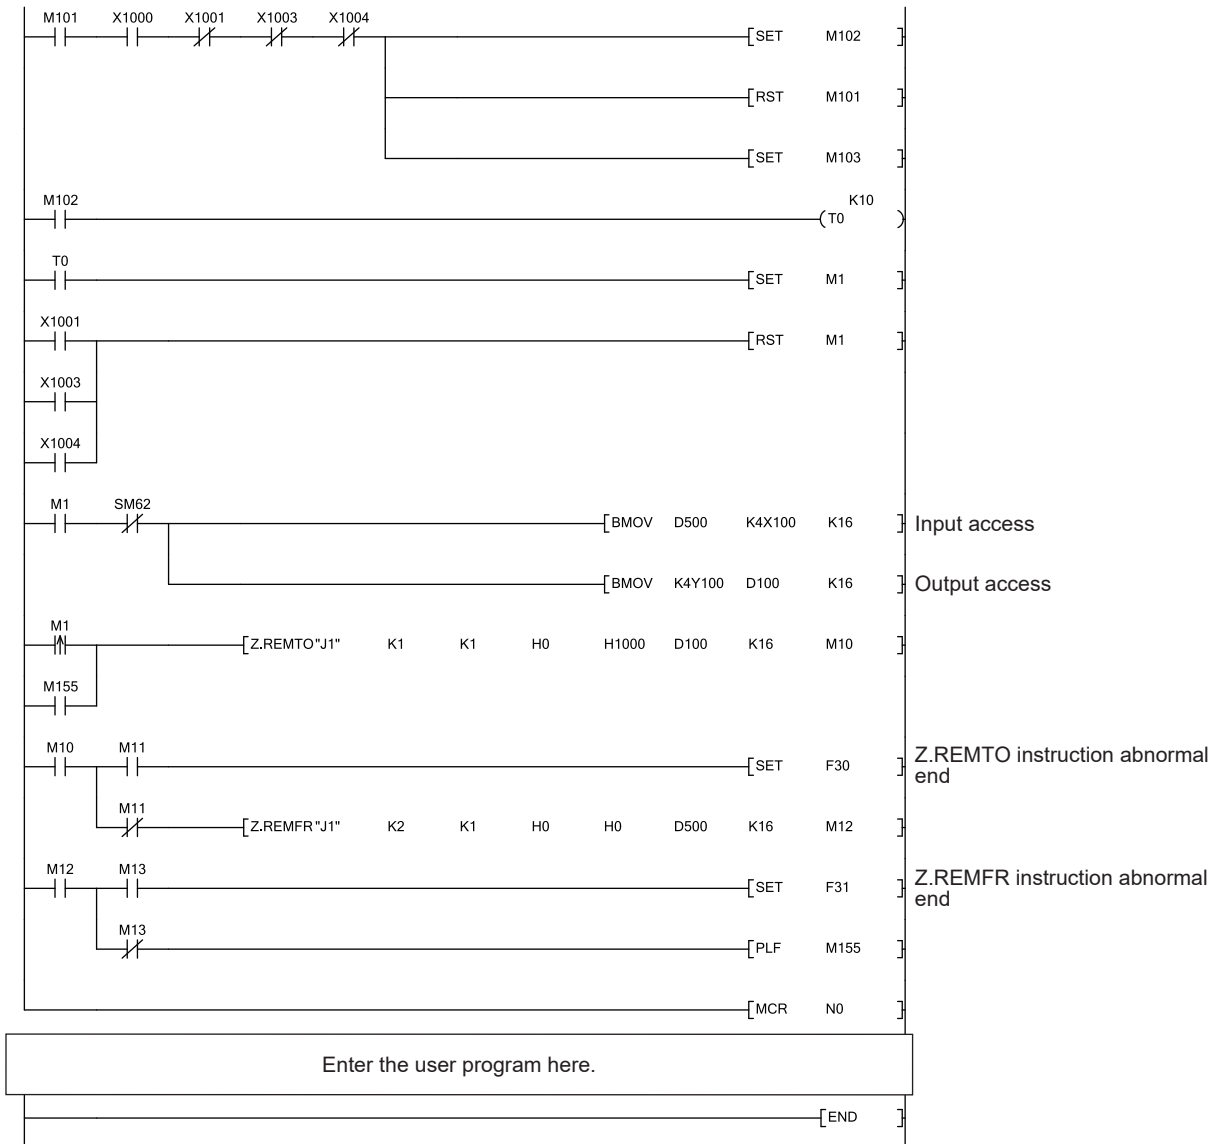 M101 X1000 X1001 X1003 X1004
SET M102
RST M101
SET M103
M102 K10
T0
T0
SET M1
X1001
RST M1
X1003
X1004
M1 SM62
BMOV D500 K4X100 K16 Input access
BMOV K4Y100 D100 K16 Output access
M1
Z.REMTO"J1" K1 K1 H0 H1000 D100 K16 M10
M155
M10 M11
SET F30 Z.REMTO instruction abnormal
end
M11
Z.REMFR"J1" K2 K1 H0 H0 D500 K16 M12
M12 M13
SET F31 Z.REMFR instruction abnormal
end
M13
PLF M155
MCR N0
Enter the user program here.
END